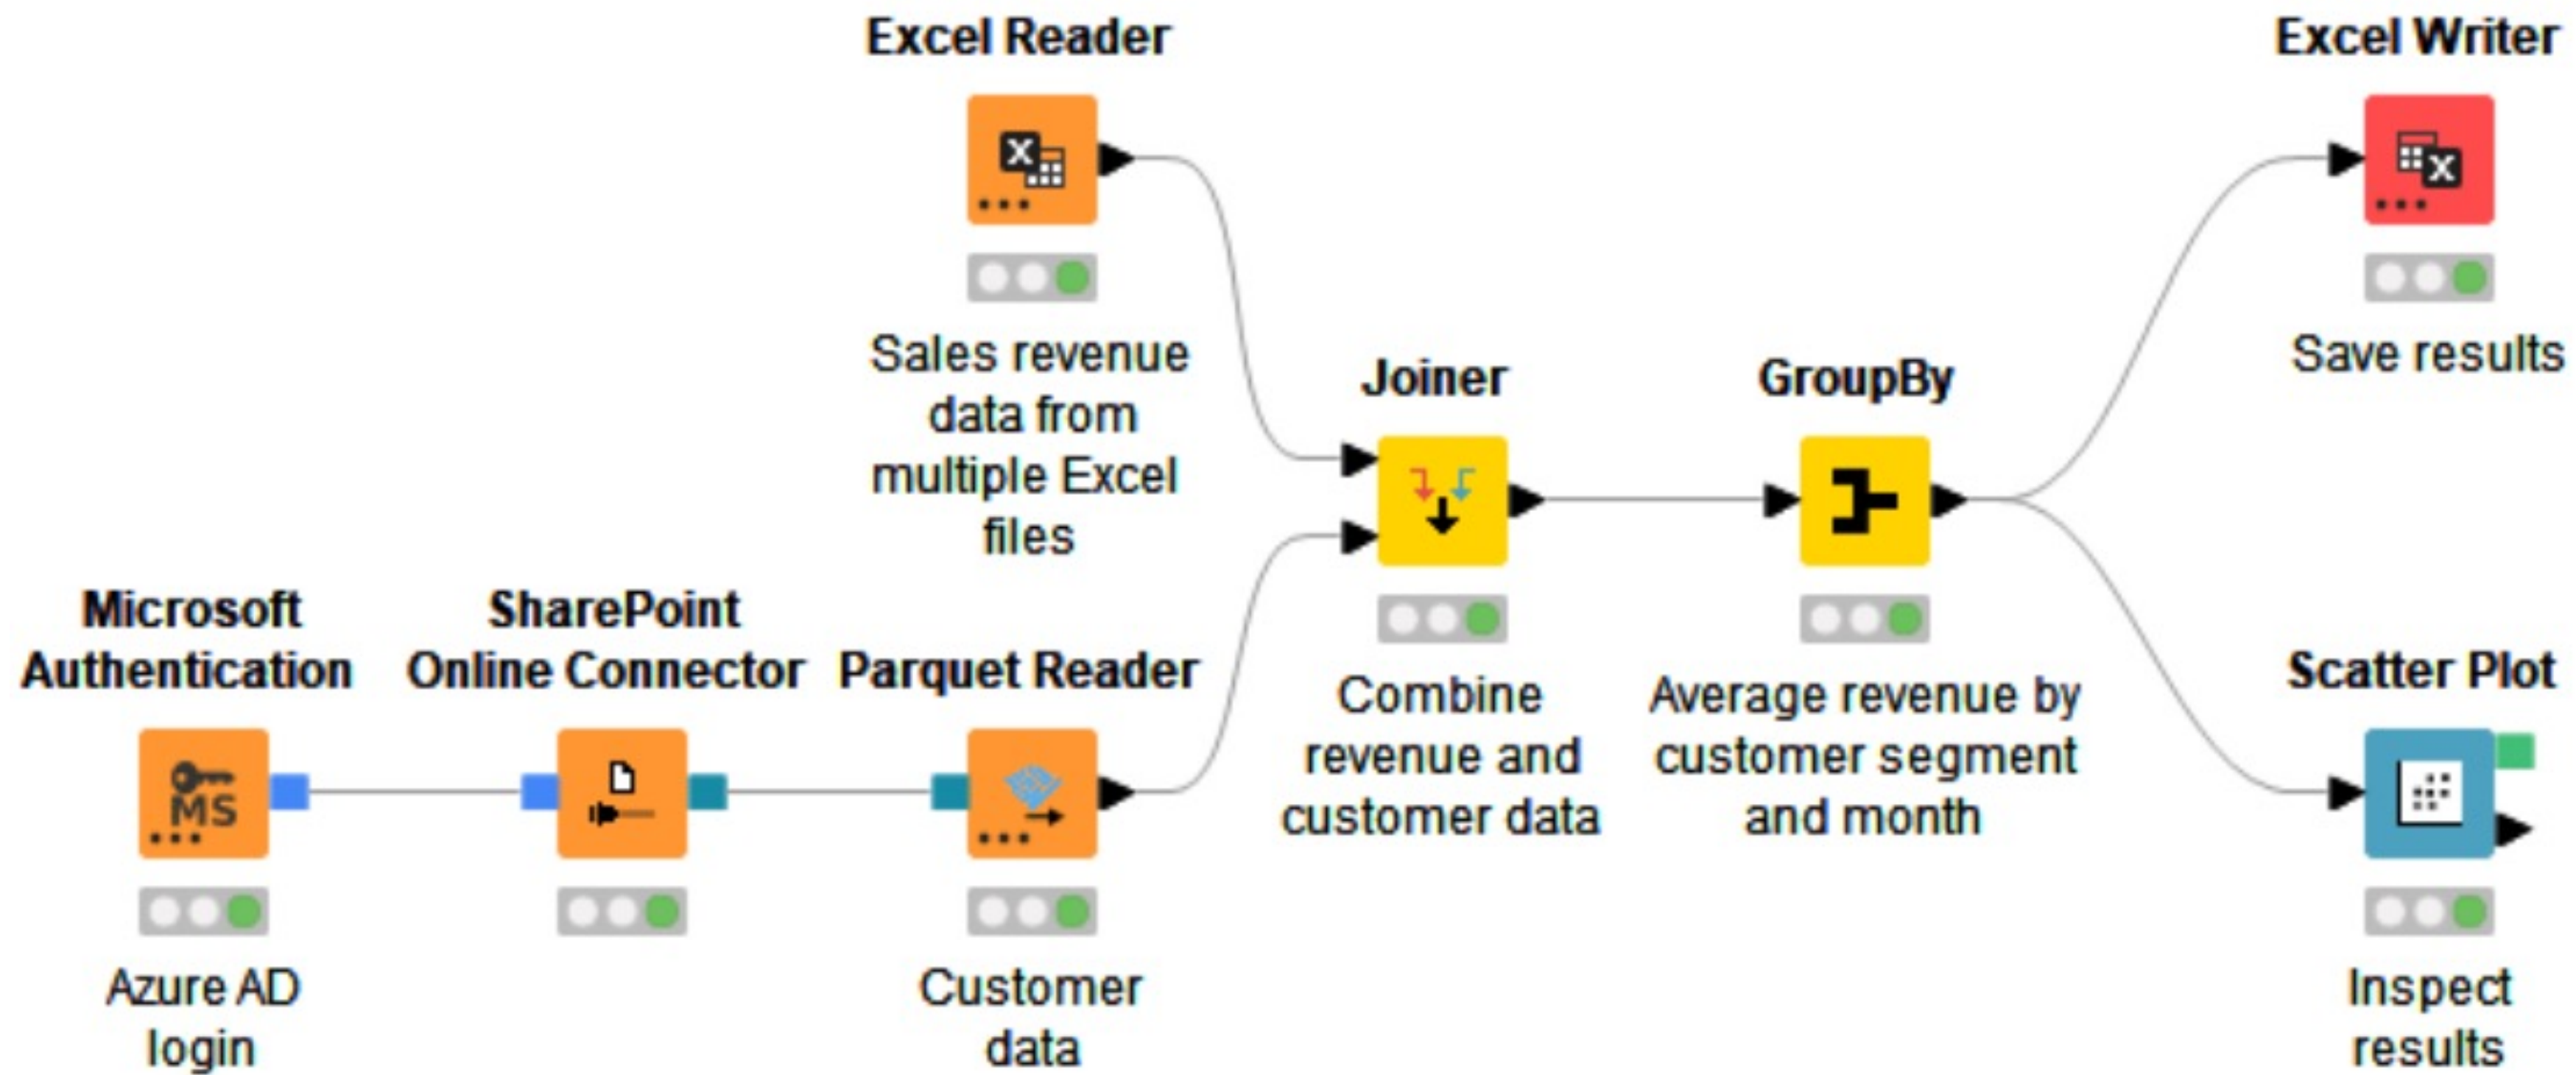 Excel Reader
Sales revenue
data from
multiple Excel
files
Microsoft
Authentication
MS
Azure AD
login
SharePoint
Online Connector
Parquet Reader
Customer
data
Joiner
Combine
revenue and
customer data
GroupBy
Average revenue by
customer segment
and month
Excel Writer
Save results
Scatter Plot
Inspect
results